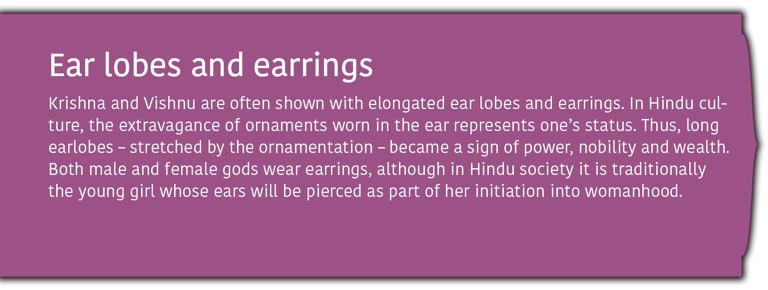 Ear lobes and earrings
Krishna and Vishnu are often shown with elongated ear lobes and earrings. In Hindu cul-
ture, the extravagance of ornaments worn in the ear represents one’s status. Thus, long
earlobes – stretched by the ornamentation – became a sign of power, nobility and wealth.
Both male and female gods wear earrings, although in Hindu society it is traditionally
the young girl whose ears will be pierced as part of her initiation into womanhood.